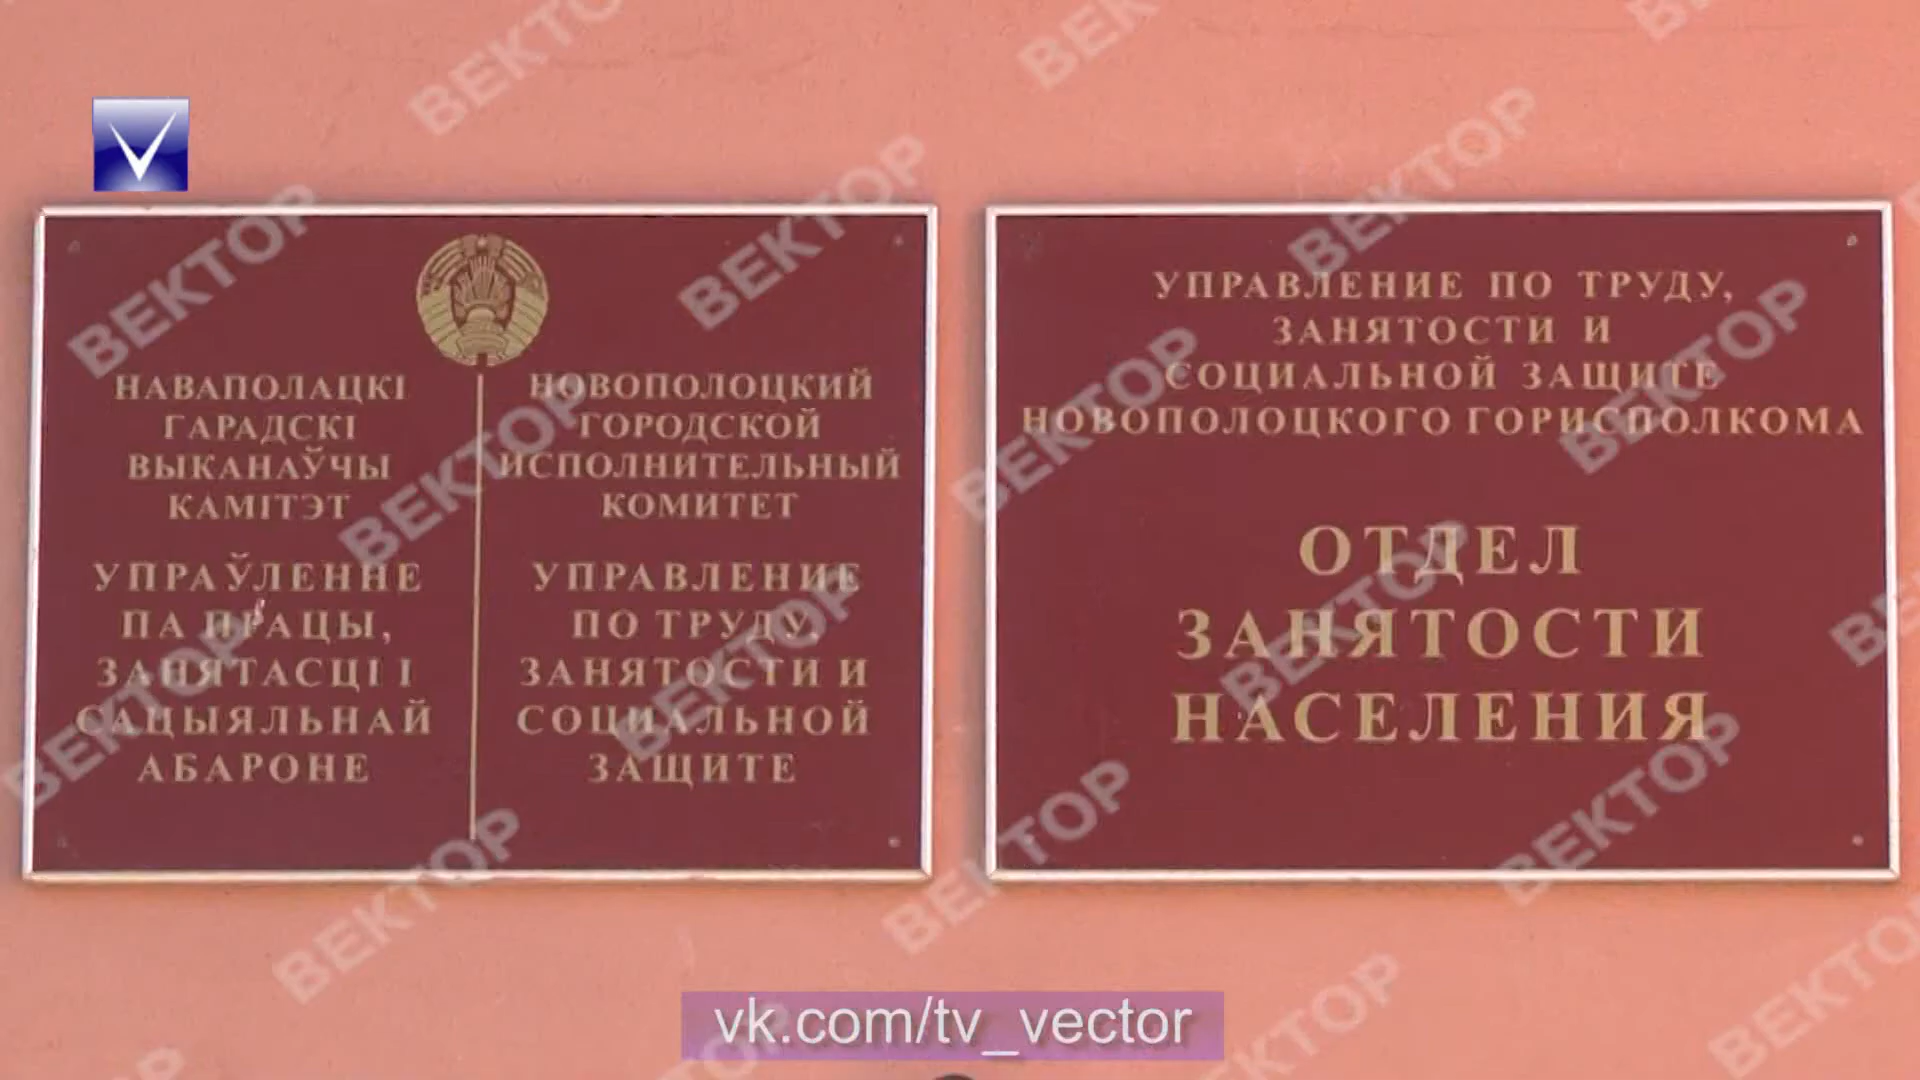 НАВАПОЛАЦКІ
ГАРАДСКІ
ВЫКАНАЎЧЫ
КАМІТЭТ
УПРАЎЛЕННЕ
ПА ПРАЦЫ,
ЗАНЯТАСЦІ І
САЦЫЯЛЬНАЙ
АБАРОНЕ
НОВОПОЛОЦКИЙ
ГОРОДСКОЙ
ИСПОЛНИТЕЛЬНЫЙ
КОМИТЕТ
УПРАВЛЕНИЕ
ПО ТРУДУ,
ЗАНЯТОСТИ И
СОЦИАЛЬНОЙ
ЗАЩИТЕ
УПРАВЛЕНИЕ ПО ТРУДУ,
ЗАНЯТОСТИ И
СОЦИАЛЬНОЙ ЗАЩИТЕ
НОВОПОЛОЦКОГО ГОРИСПОЛКОМА
ОТДЕЛ
ЗАНЯТОСТИ
НАСЕЛЕНИЯ
vk.com/tv_vector
ВЕКТОР